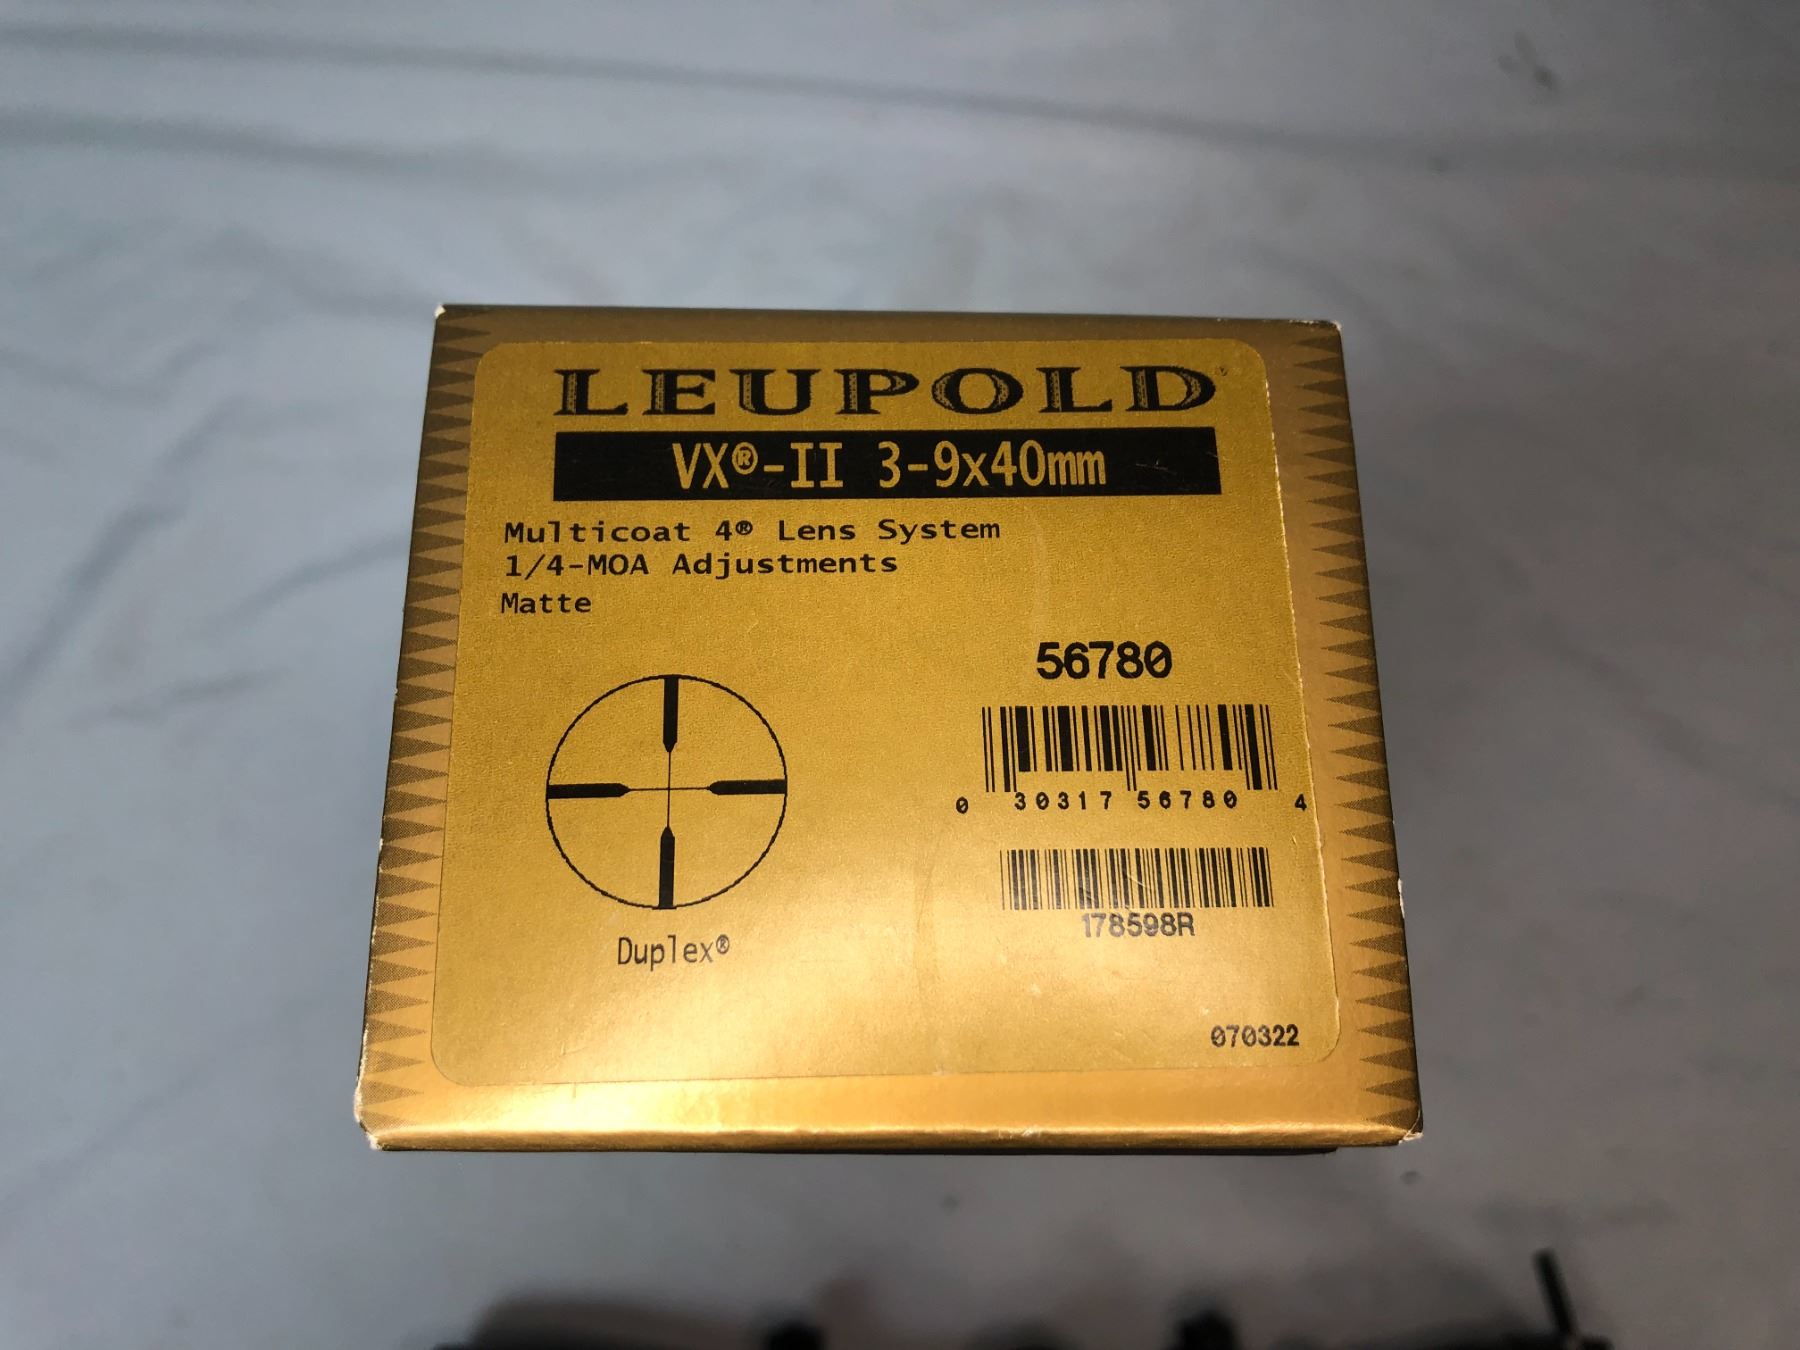 LEUPOLD
VX®-II 3-9x40mm
Multicoat 4® Lens System
1/4-MOA Adjustments
Matte
56780
0 30317 56780 4
178598R
Duplex®
070322